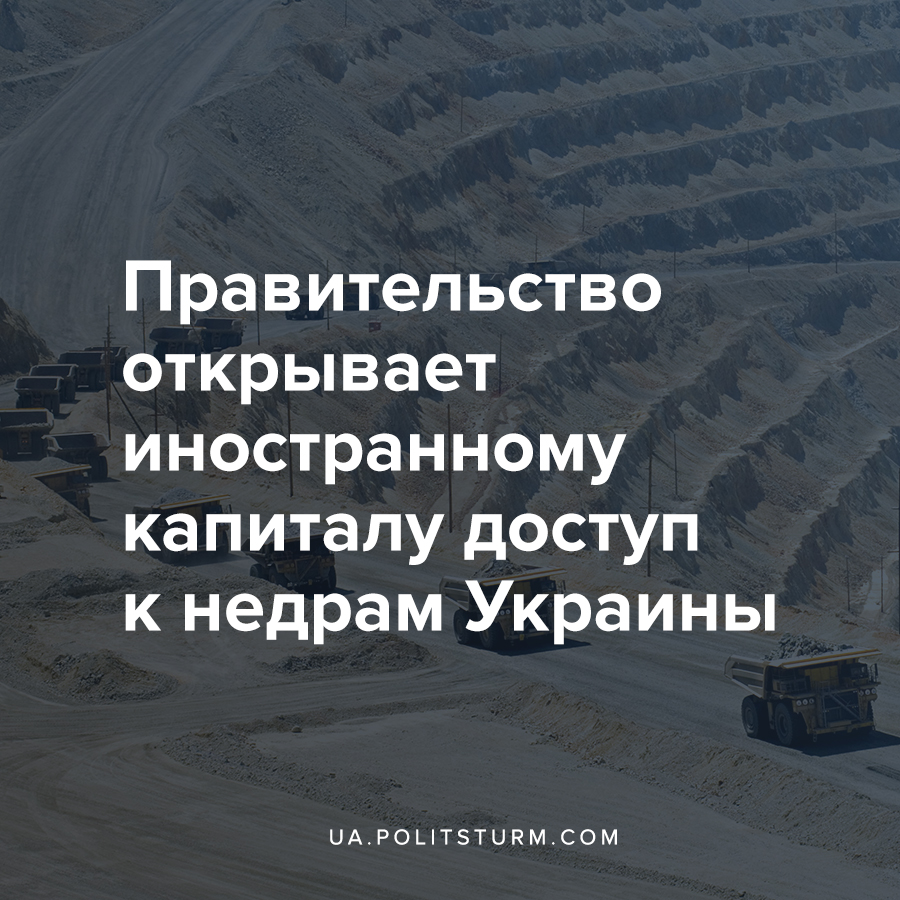 Правительство
открывает
иностранному
капиталу доступ
к недрам Украины
UA.POLITSTURM.COM